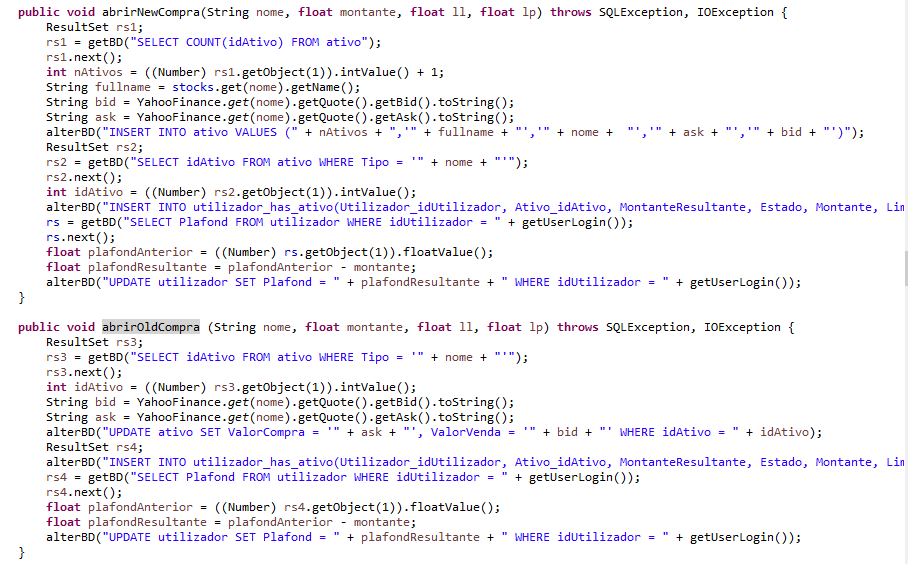 public void abrirNewCompra(String nome, float montante, float ll, float lp) throws SQLException, IOException {
ResultSet rs1;
rs1 = getBD("SELECT COUNT(idAtivo) FROM ativo");
rs1.next();
int nAtivos = ((Number) rs1.getObject(1)).intValue() + 1;
String fullname = stocks.get(nome).getName();
String bid = YahooFinance.get(nome).getQuote().getBid().toString();
String ask = YahooFinance.get(nome).getQuote().getAsk().toString();
alterBD("INSERT INTO ativo VALUES (" + nAtivos + ",'" + fullname + "','" + nome +  "','" + ask + "','" + bid + "')");
ResultSet rs2;
rs2 = getBD("SELECT idAtivo FROM ativo WHERE Tipo = '" + nome + "'");
rs2.next();
int idAtivo = ((Number) rs2.getObject(1)).intValue();
alterBD("INSERT INTO utilizador_has_ativo(Utilizador_idUtilizador, Ativo_idAtivo, MontanteResultante, Estado, Montante, Lim
rs = getBD("SELECT Plafond FROM utilizador WHERE idUtilizador = " + getUserLogin());
rs.next();
float plafondAnterior = ((Number) rs.getObject(1)).floatValue();
float plafondResultante = plafondAnterior - montante;
alterBD("UPDATE utilizador SET Plafond = " + plafondResultante + " WHERE idUtilizador = " + getUserLogin());
}
public void abrirOldCompra (String nome, float montante, float ll, float lp) throws SQLException, IOException {
ResultSet rs3;
rs3 = getBD("SELECT idAtivo FROM ativo WHERE Tipo = '" + nome + "'");
rs3.next();
int idAtivo = ((Number) rs3.getObject(1)).intValue();
String bid = YahooFinance.get(nome).getQuote().getBid().toString();
String ask = YahooFinance.get(nome).getQuote().getAsk().toString();
alterBD("UPDATE ativo SET ValorCompra = '" + ask + "', ValorVenda = '" + bid + "' WHERE idAtivo = " + idAtivo);
ResultSet rs4;
alterBD("INSERT INTO utilizador_has_ativo(Utilizador_idUtilizador, Ativo_idAtivo, MontanteResultante, Estado, Montante, Lim
rs4 = getBD("SELECT Plafond FROM utilizador WHERE idUtilizador = " + getUserLogin());
rs4.next();
float plafondAnterior = ((Number) rs4.getObject(1)).floatValue();
float plafondResultante = plafondAnterior - montante;
alterBD("UPDATE utilizador SET Plafond = " + plafondResultante + " WHERE idUtilizador = " + getUserLogin());
}